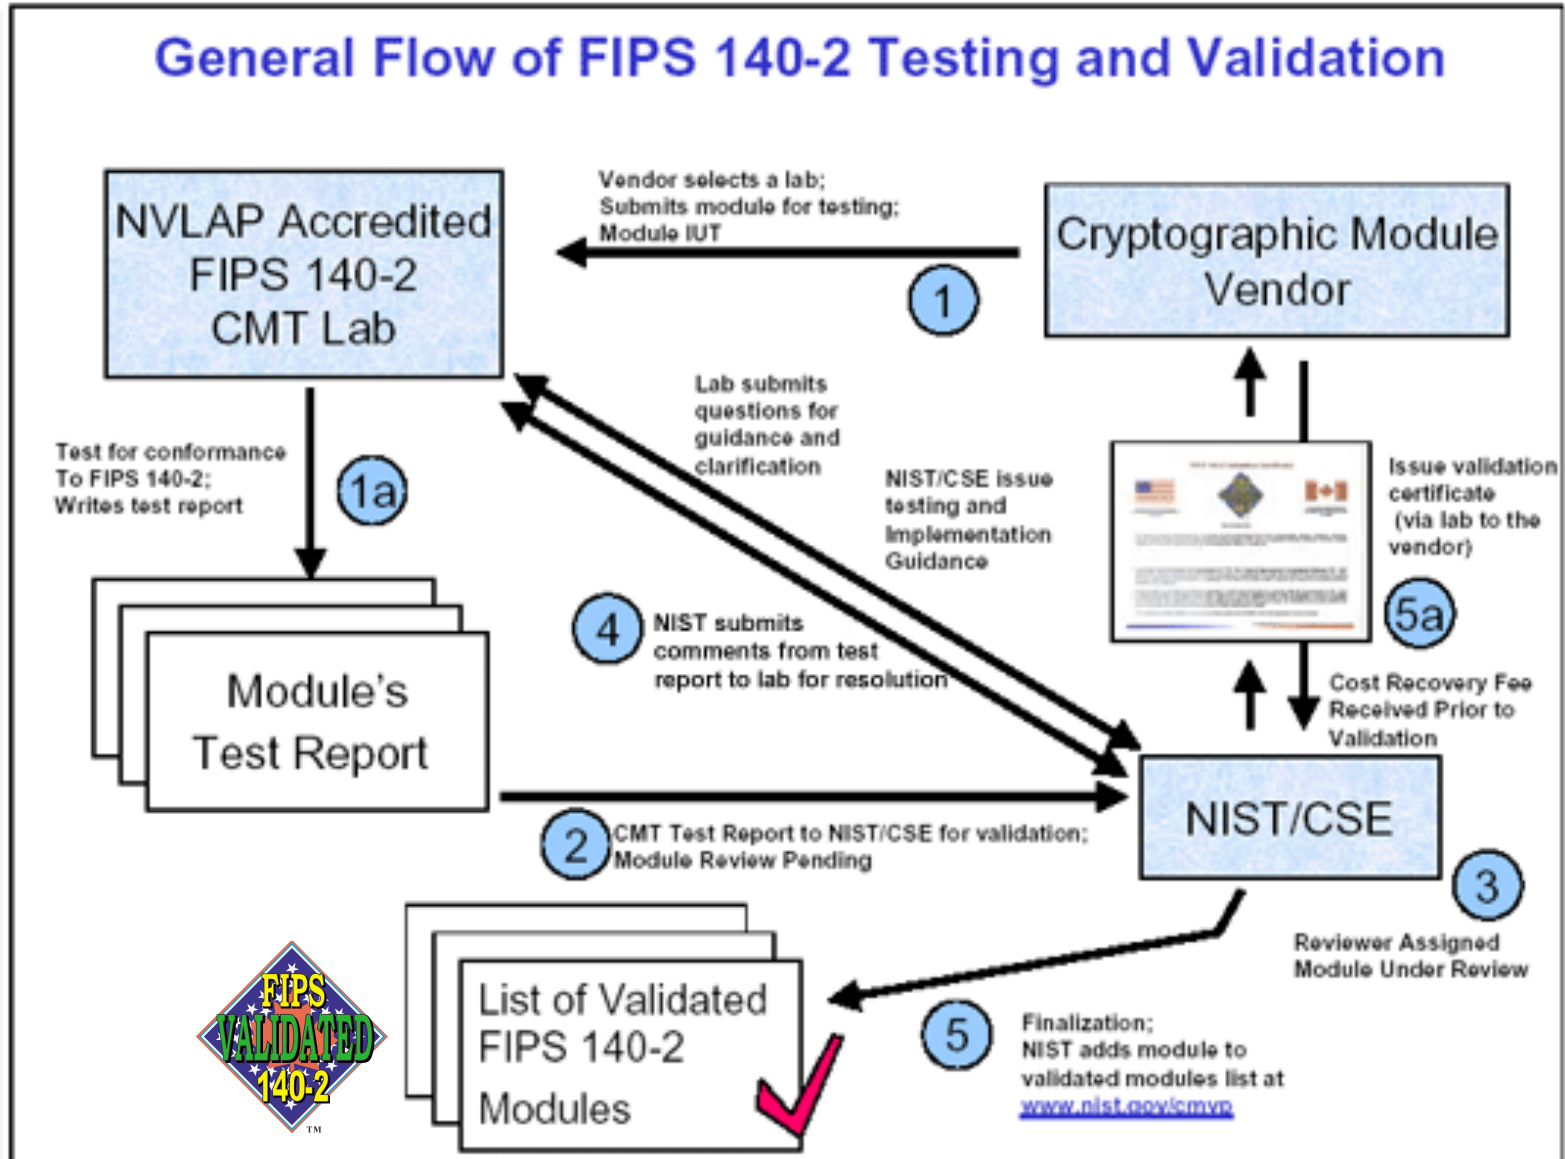 General Flow of FIPS 140-2 Testing and Validation
NVLAP Accredited
FIPS 140-2
CMT Lab
Vendor selects a lab;
Submits module for testing;
Module IUT
1
Cryptographic Module
Vendor
Test for conformance
To FIPS 140-2;
Writes test report
1a
Lab submits
questions for
guidance and
clarification
NIST/CSE issue
testing and
Implementation
Guidance
Issue validation
certificate
(via lab to the
vendor)
5a
4
NIST submits
comments from test
report to lab for resolution
Module's
Test Report
Cost Recovery Fee
Received Prior to
Validation
NIST/CSE
2
CMT Test Report to NIST/CSE for validation;
Module Review Pending
3
Reviewer Assigned
Module Under Review
FIPS
VALIDATED
140-2
TM
List of Validated
FIPS 140-2
Modules
5
Finalization;
NIST adds module to
validated modules list at
www.nist.gov/cmvp